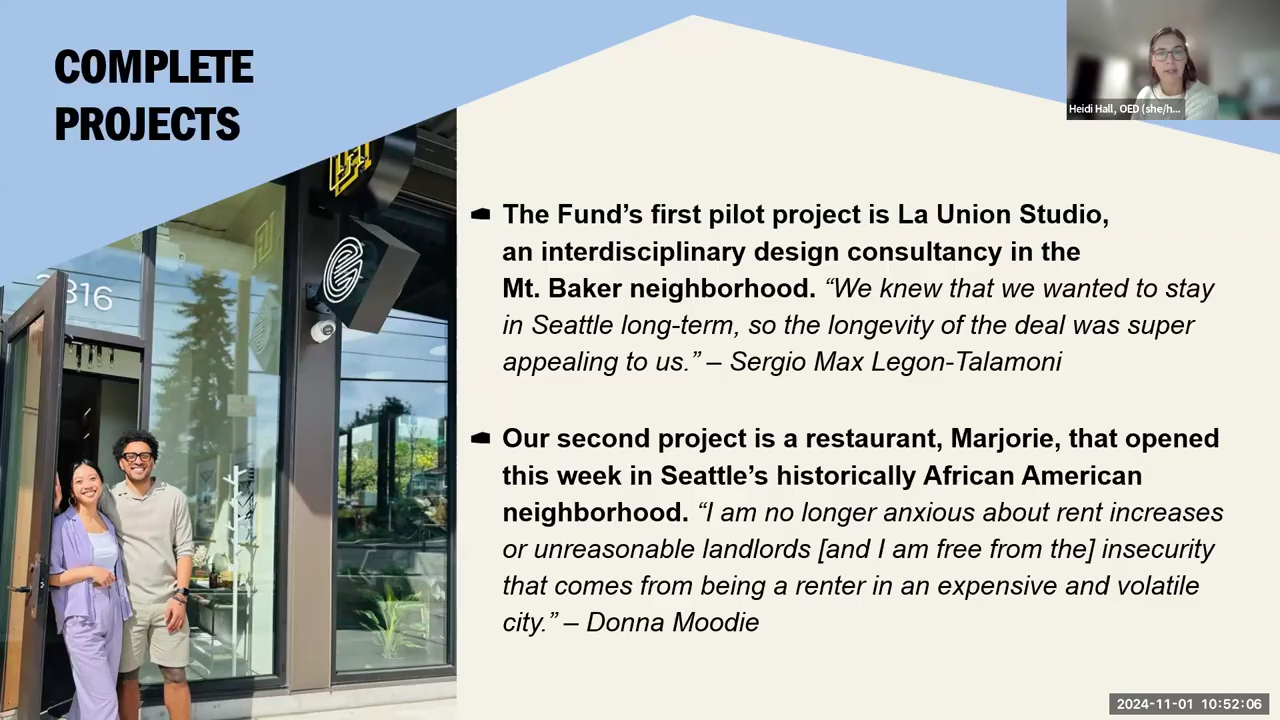 COMPLETE
PROJECTS
Heidi Hall, OED (she/h...
The Fund’s first pilot project is La Union Studio,
an interdisciplinary design consultancy in the
Mt. Baker neighborhood. “We knew that we wanted to stay
in Seattle long-term, so the longevity of the deal was super
appealing to us.” – Sergio Max Legon-Talamoni
Our second project is a restaurant, Marjorie, that opened
this week in Seattle’s historically African American
neighborhood. “I am no longer anxious about rent increases
or unreasonable landlords [and I am free from the] insecurity
that comes from being a renter in an expensive and volatile
city.” – Donna Moodie
2024-11-01 10:52:06